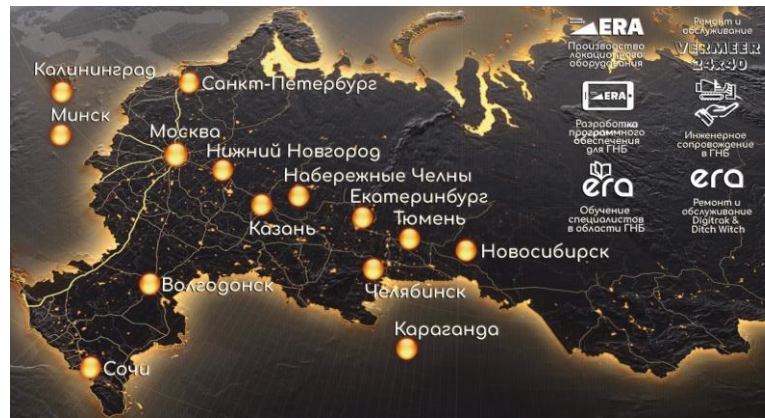 Калининград
Санкт-Петербург
Минск
Москва
Нижний Новгород
Набережные Челны
Екатеринбург
Казань
Тюмень
Новосибирск
Волгодонск
Челябинск
Караганда
Сочи
ERA
Производство
локационного
оборудования
Ремонт и
обслуживание
VERMEER
24x40
ERA
Разработка
программного
обеспечения
для ГНБ
Инженерное
сопровождение
в ГНБ
era
Обучение
специалистов
в области ГНБ
era
Ремонт и
обслуживание
Digitrak &
Ditch Witch